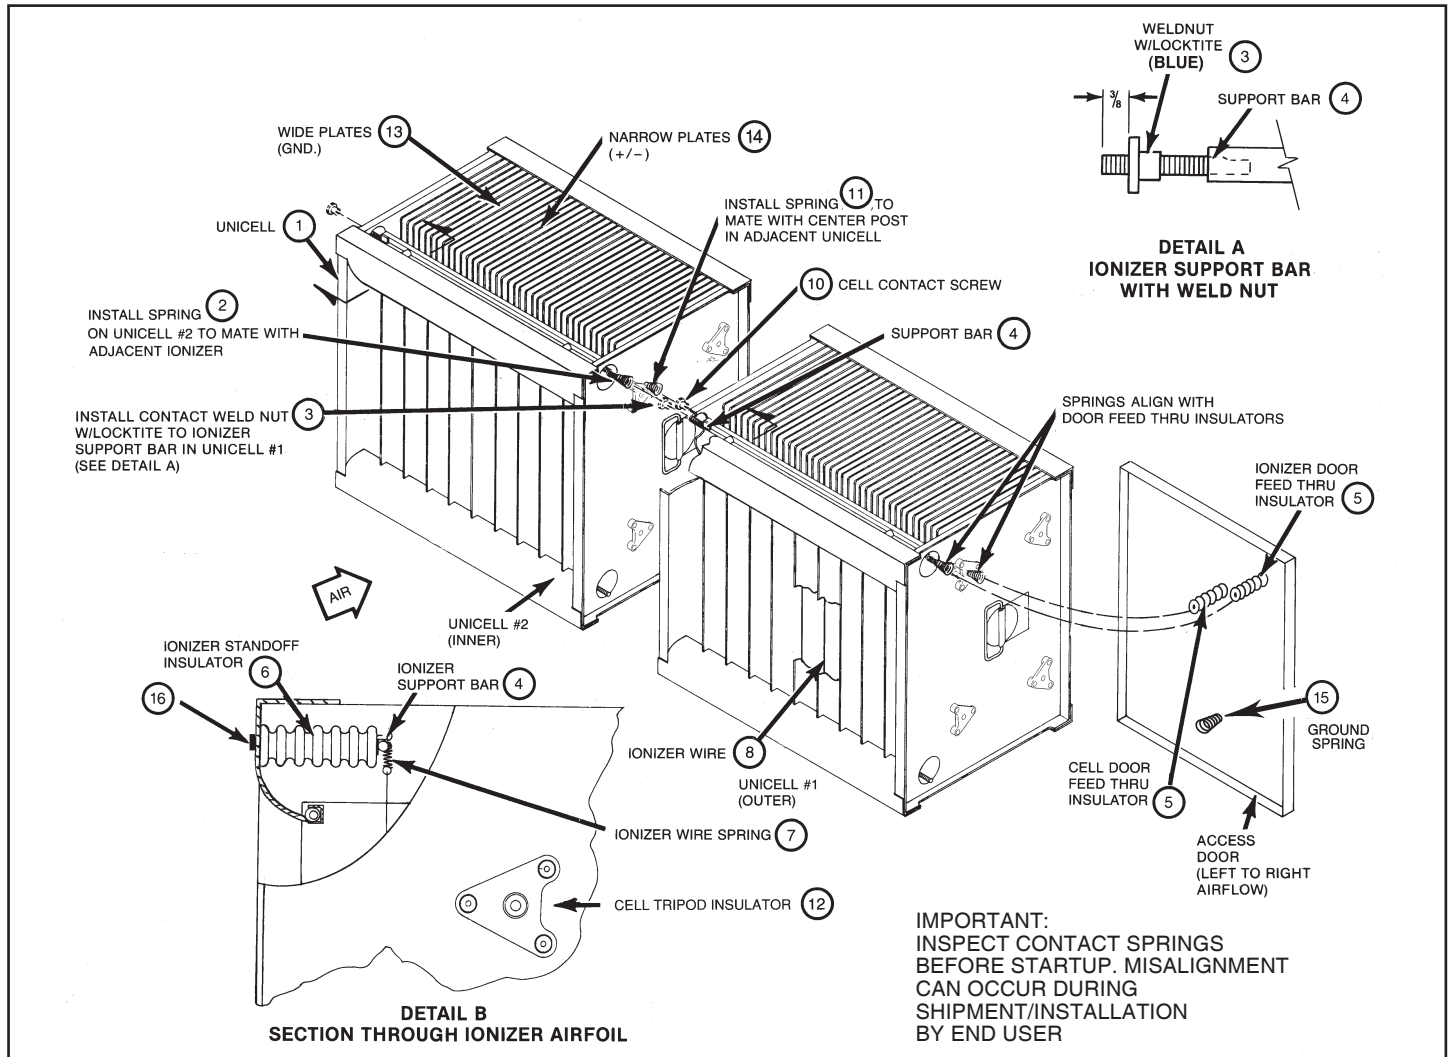 WELDNUT
W/LOCKTITE
(BLUE)
3
3/8
SUPPORT BAR 4
DETAIL A
IONIZER SUPPORT BAR
WITH WELD NUT
WIDE PLATES 13
(GND.)
NARROW PLATES 14
(+/-)
UNICELL 1
11
INSTALL SPRING , TO
MATE WITH CENTER POST
IN ADJACENT UNICELL
10 CELL CONTACT SCREW
INSTALL SPRING 2
ON UNICELL #2 TO MATE WITH
ADJACENT IONIZER
SUPPORT BAR 4
INSTALL CONTACT WELD NUT 3
W/LOCKTITE TO IONIZER
SUPPORT BAR IN UNICELL #1
(SEE DETAIL A)
SPRINGS ALIGN WITH
DOOR FEED THRU INSULATORS
IONIZER DOOR
FEED THRU
INSULATOR 5
AIR
UNICELL #2
(INNER)
IONIZER STANDOFF
INSULATOR 6
IONIZER
SUPPORT BAR 4
16
IONIZER WIRE 8
UNICELL #1
(OUTER)
15
GROUND
SPRING
CELL DOOR
FEED THRU
INSULATOR 5
IONIZER WIRE SPRING 7
ACCESS
DOOR
(LEFT TO RIGHT
AIRFLOW)
CELL TRIPOD INSULATOR 12
IMPORTANT:
INSPECT CONTACT SPRINGS
BEFORE STARTUP. MISALIGNMENT
CAN OCCUR DURING
SHIPMENT/INSTALLATION
BY END USER
DETAIL B
SECTION THROUGH IONIZER AIRFOIL